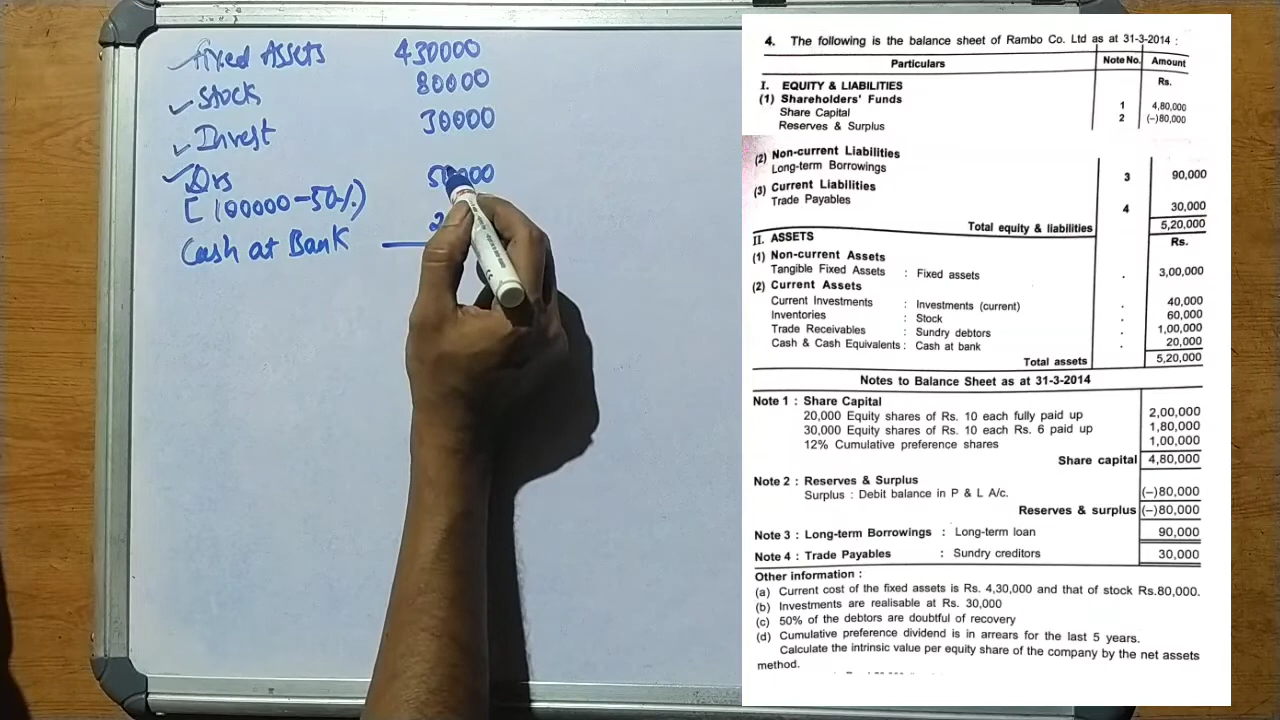 Fixed Assets 430000
Stock 80000
Invest 30000
Drs
[100000-50%)
Cash at Bank
4. The following is the balance sheet of Rambo Co. Ltd as at 31-3-2014 :
Particulars Note No. Amount
Rs.
I. EQUITY & LIABILITIES
(1) Shareholders' Funds
Share Capital 1 4,80,000
Reserves & Surplus 2 (-)80,000
(2) Non-current Liabilities
Long-term Borrowings 3 90,000
(3) Current Liabilities
Trade Payables 4 30,000
Total equity & liabilities 5,20,000
II. ASSETS Rs.
(1) Non-current Assets
Tangible Fixed Assets : Fixed assets . 3,00,000
(2) Current Assets
Current Investments : Investments (current) . 40,000
Inventories : Stock . 60,000
Trade Receivables : Sundry debtors . 1,00,000
Cash & Cash Equivalents : Cash at bank . 20,000
Total assets 5,20,000
Notes to Balance Sheet as at 31-3-2014
Note 1 : Share Capital
20,000 Equity shares of Rs. 10 each fully paid up 2,00,000
30,000 Equity shares of Rs. 10 each Rs. 6 paid up 1,80,000
12% Cumulative preference shares 1,00,000
Share capital 4,80,000
Note 2 : Reserves & Surplus
Surplus : Debit balance in P & L A/c. (-)80,000
Reserves & surplus (-)80,000
Note 3 : Long-term Borrowings : Long-term loan 90,000
Note 4 : Trade Payables : Sundry creditors 30,000
Other information :
(a) Current cost of the fixed assets is Rs. 4,30,000 and that of stock Rs.80,000.
(b) Investments are realisable at Rs. 30,000
(c) 50% of the debtors are doubtful of recovery
(d) Cumulative preference dividend is in arrears for the last 5 years.
Calculate the intrinsic value per equity share of the company by the net assets
method.